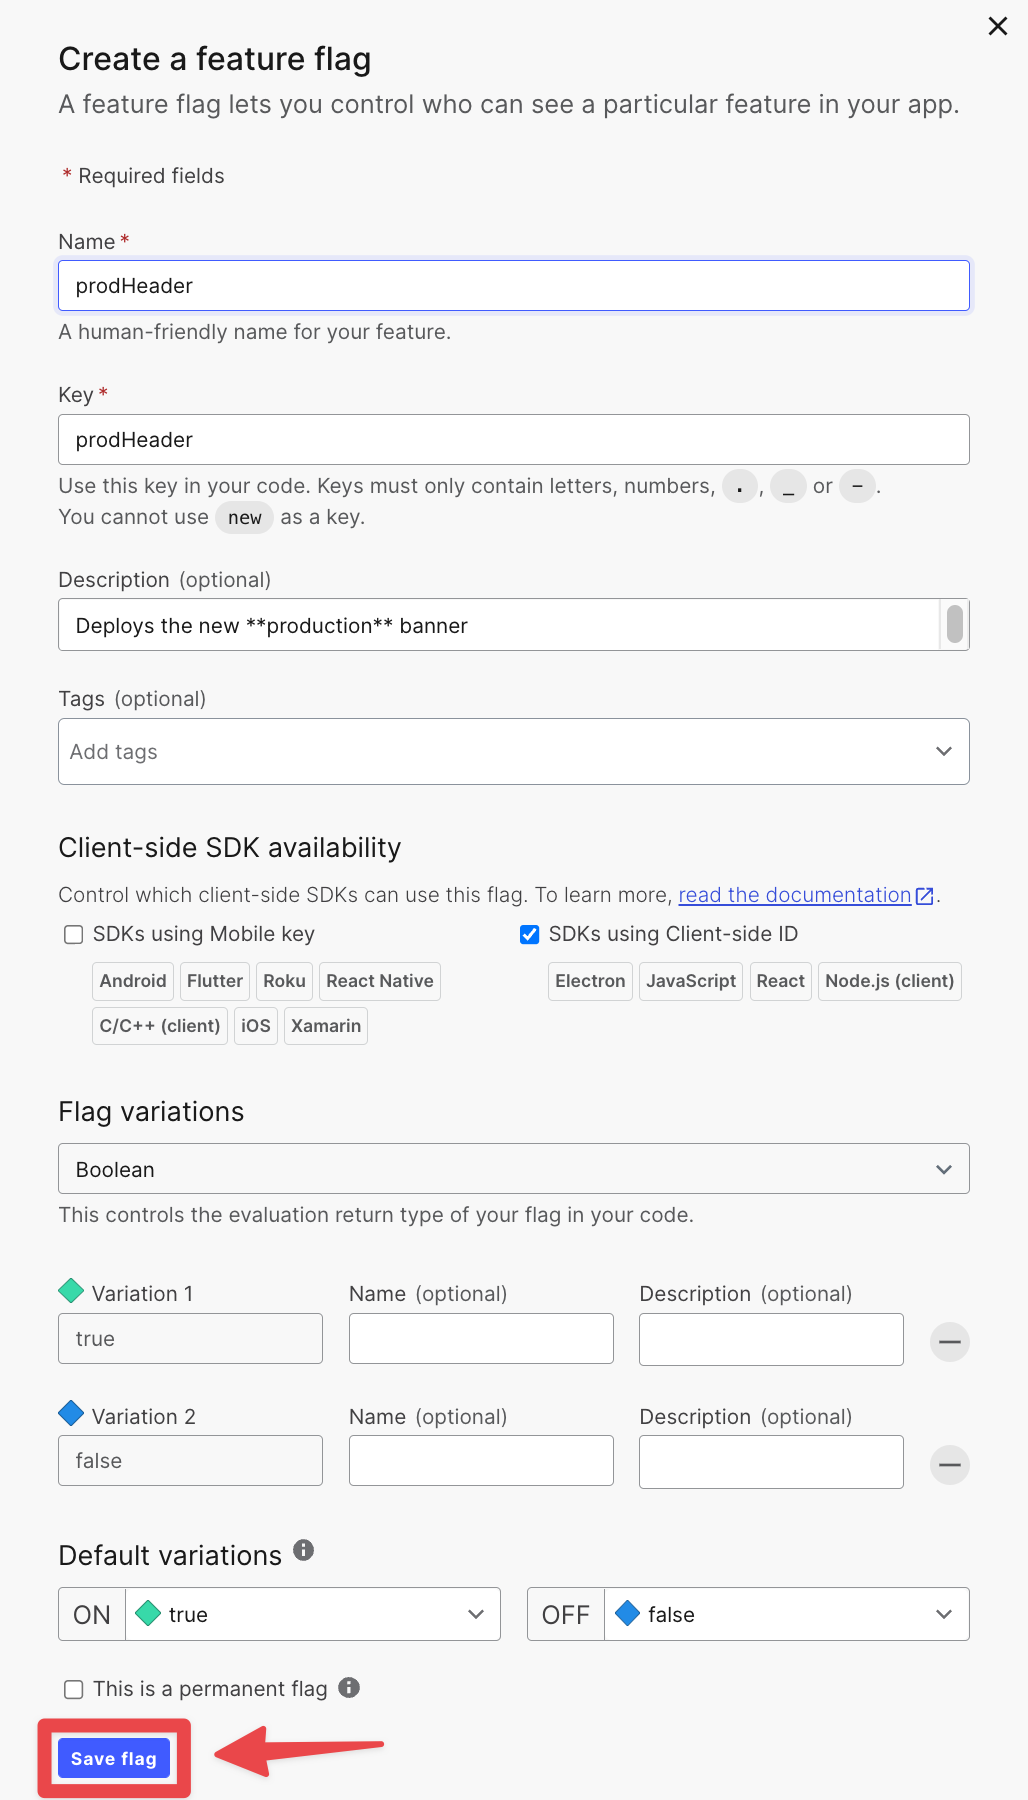 Create a feature flag
A feature flag lets you control who can see a particular feature in your app.
* Required fields
Name *
prodHeader
A human-friendly name for your feature.
Key *
prodHeader
Use this key in your code. Keys must only contain letters, numbers, . , _ or - .
You cannot use new as a key.
Description (optional)
Deploys the new **production** banner
Tags (optional)
Add tags
Client-side SDK availability
Control which client-side SDKs can use this flag. To learn more, read the documentation.
SDKs using Mobile key
Android Flutter Roku React Native
C/C++ (client) iOS Xamarin
SDKs using Client-side ID
Electron JavaScript React Node.js (client)
Flag variations
Boolean
This controls the evaluation return type of your flag in your code.
Variation 1 Name (optional) Description (optional)
true
Variation 2 Name (optional) Description (optional)
false
Default variations
ON true OFF false
This is a permanent flag
Save flag